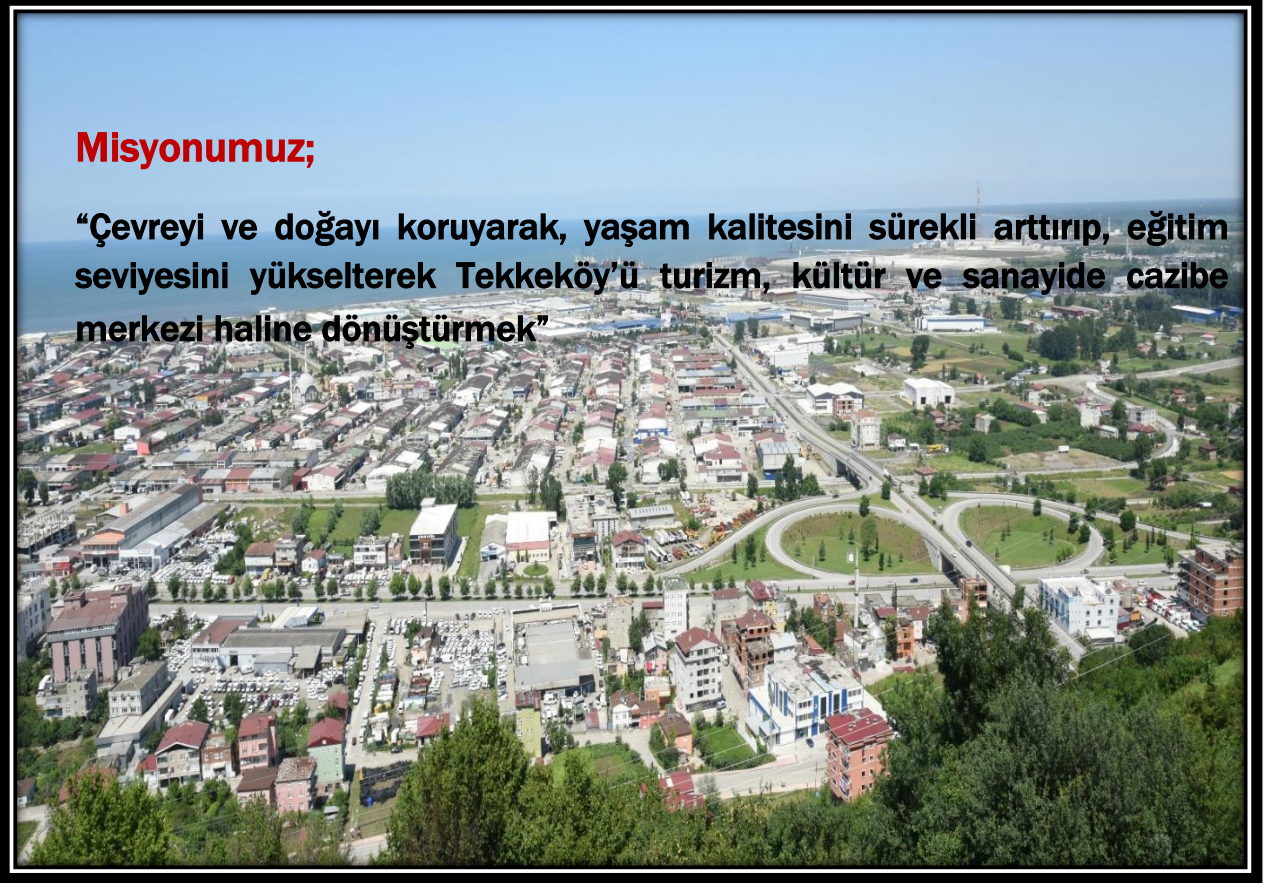 Misyonumuz;
“Çevreyi ve doğayı koruyarak, yaşam kalitesini sürekli arttırıp, eğitim
seviyesini yükselterek Tekkeköy’ü turizm, kültür ve sanayide cazibe
merkezi haline dönüştürmek”